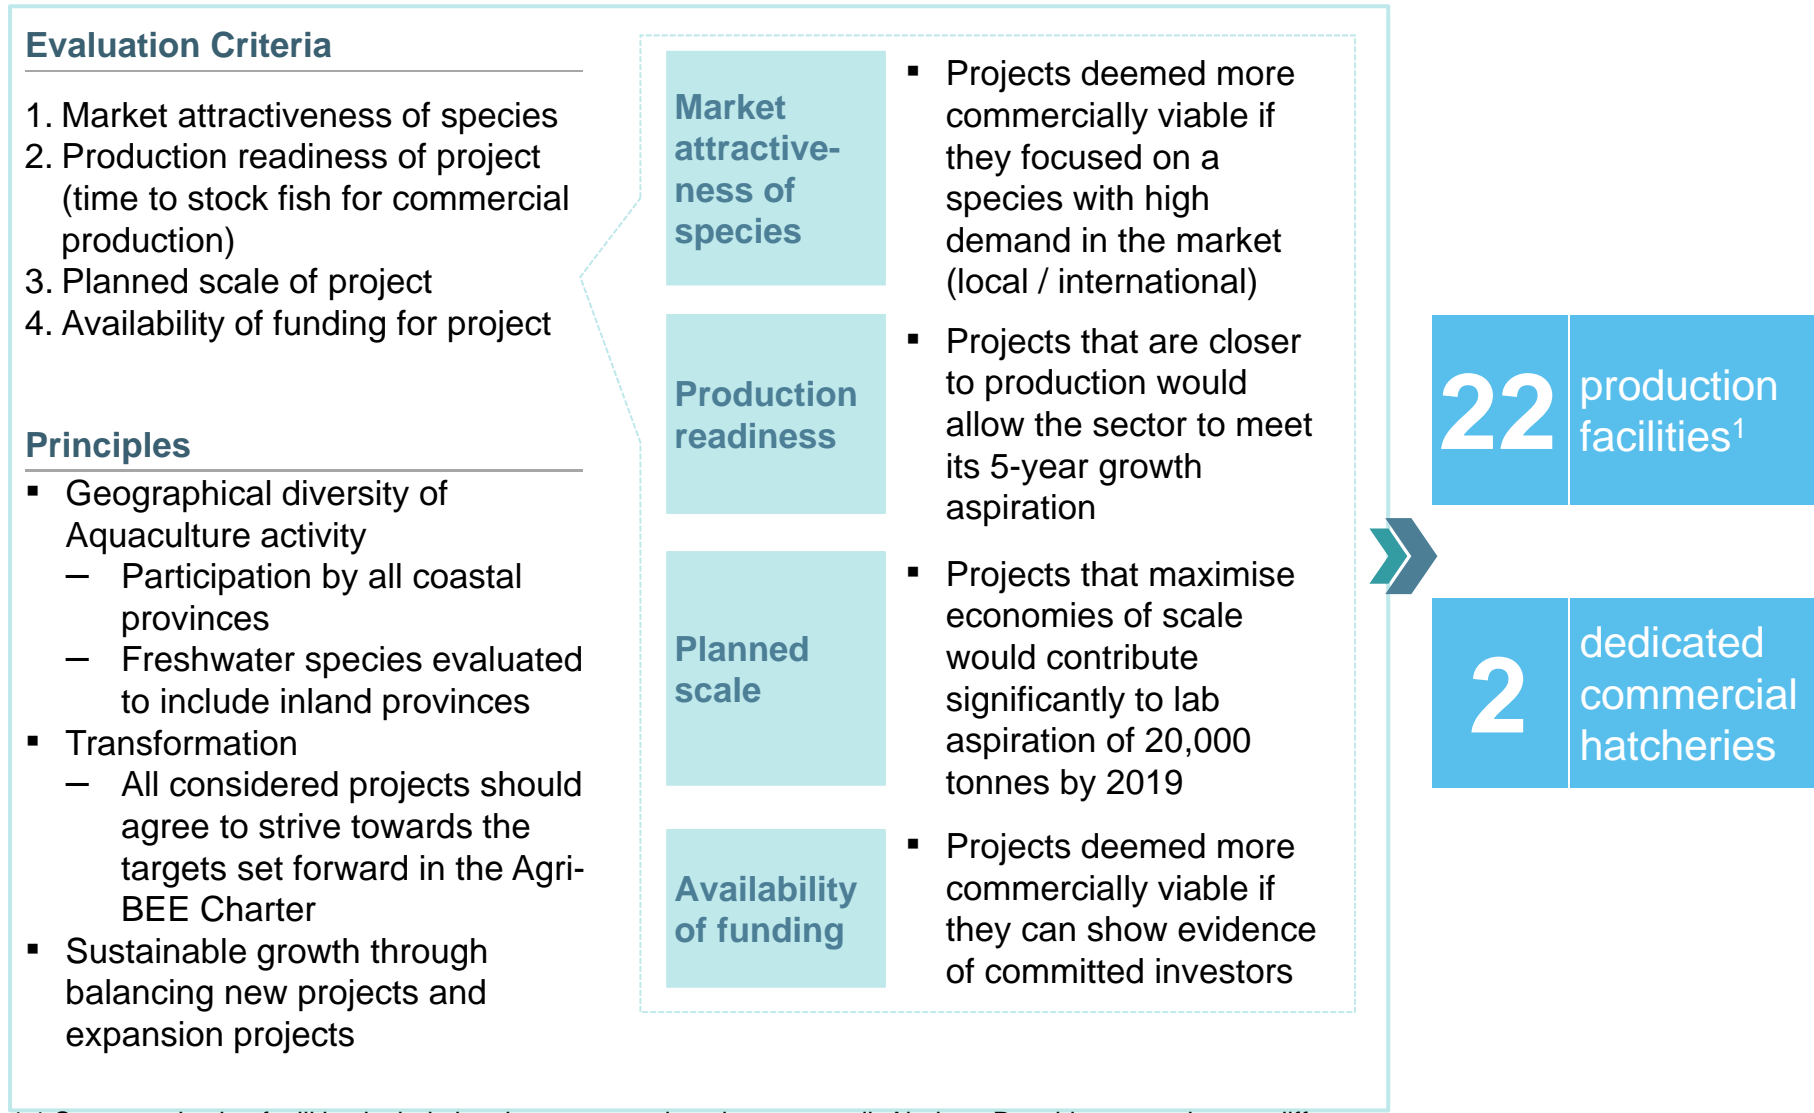 Evaluation Criteria
1. Market attractiveness of species
2. Production readiness of project
(time to stock fish for commercial
production)
3. Planned scale of project
4. Availability of funding for project
Principles
▪ Geographical diversity of
Aquaculture activity
– Participation by all coastal
provinces
– Freshwater species evaluated
to include inland provinces
▪ Transformation
– All considered projects should
agree to strive towards the
targets set forward in the Agri-
BEE Charter
▪ Sustainable growth through
balancing new projects and
expansion projects
Market
attractive-
ness of
species
▪ Projects deemed more
commercially viable if
they focused on a
species with high
demand in the market
(local / international)
Production
readiness
▪ Projects that are closer
to production would
allow the sector to meet
its 5-year growth
aspiration
Planned
scale
▪ Projects that maximise
economies of scale
would contribute
significantly to lab
aspiration of 20,000
tonnes by 2019
Availability
of funding
▪ Projects deemed more
commercially viable if
they can show evidence
of committed investors
22
production
facilities¹
2
dedicated
commercial
hatcheries